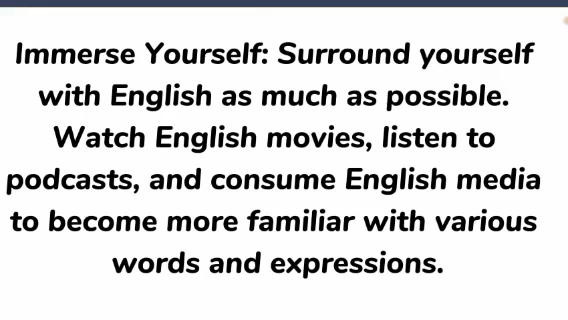 Immerse Yourself: Surround yourself
with English as much as possible.
Watch English movies, listen to
podcasts, and consume English media
to become more familiar with various
words and expressions.